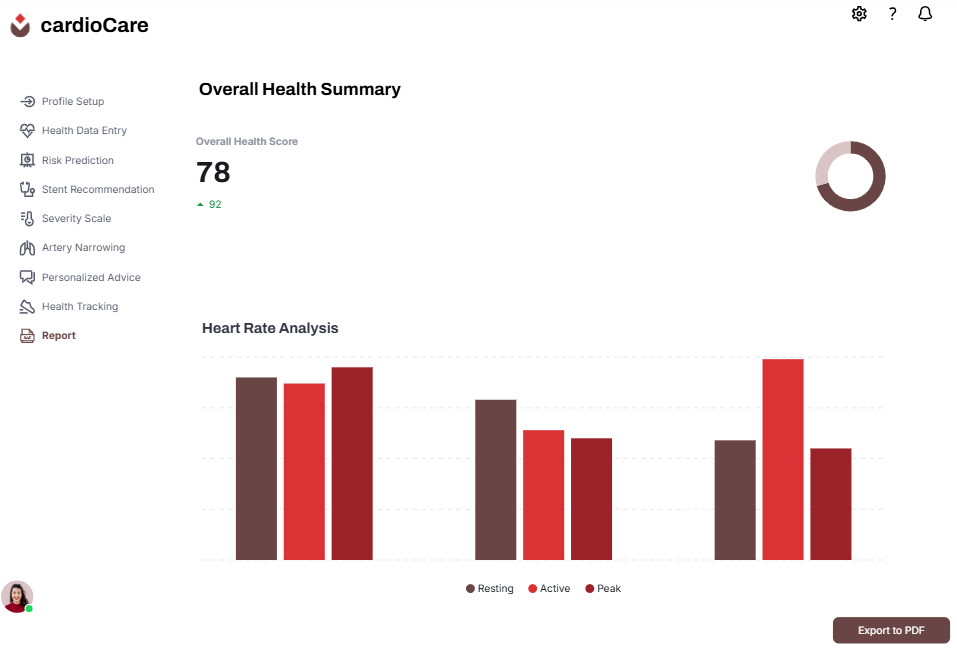 cardioCare
?
Overall Health Summary
Profile Setup
Health Data Entry
Risk Prediction
Stent Recommendation
Severity Scale
Artery Narrowing
Personalized Advice
Health Tracking
Report
Overall Health Score
78
92
Heart Rate Analysis
Resting Active Peak
Export to PDF